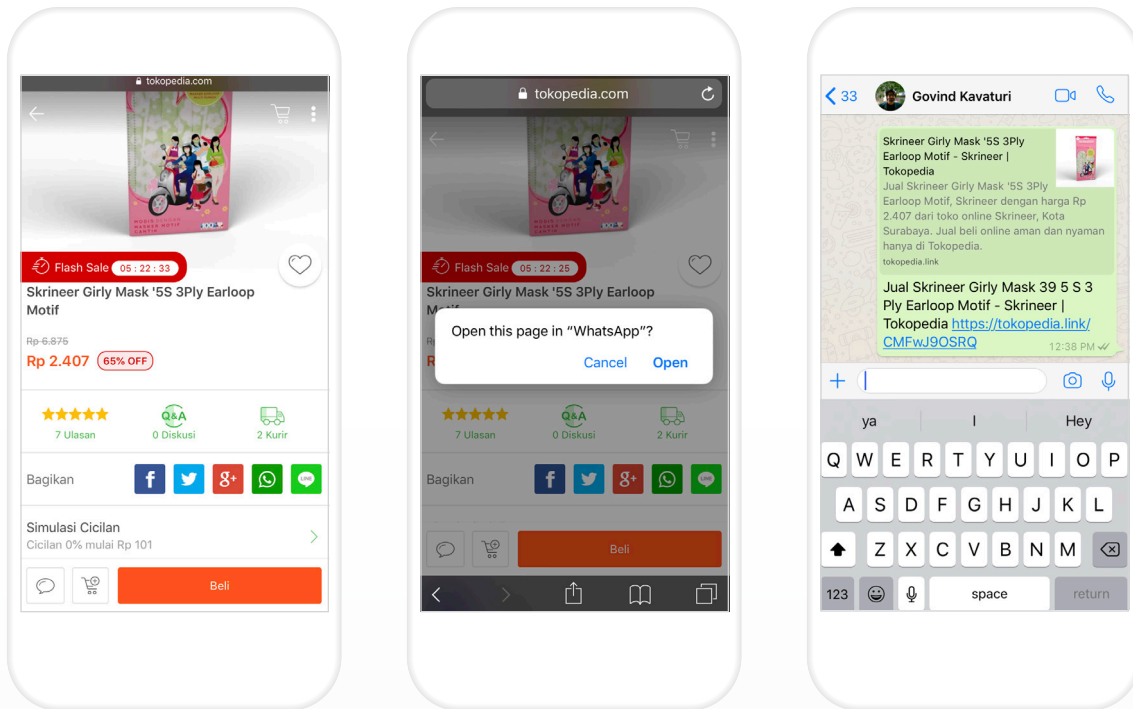 tokopedia.com
Flash Sale 05 : 22 : 33
Skrineer Girly Mask '5S 3Ply Earloop
Motif
Rp 6.875
Rp 2.407 65% OFF
Q&A
7 Ulasan 0 Diskusi 2 Kurir
Bagikan
f 8+ LINE
Simulasi Cicilan
Cicilan 0% mulai Rp 101
Beli
tokopedia.com
Flash Sale 05 : 22 : 25
Skrineer Girly Mask '5S 3Ply Earloop
Open this page in “WhatsApp”?
Cancel Open
Q&A
7 Ulasan 0 Diskusi 2 Kurir
Bagikan
f 8+ LINE
Beli
33 Govind Kavaturi
Skrineer Girly Mask '5S 3Ply
Earloop Motif - Skrineer |
Tokopedia
Jual Skrineer Girly Mask '5S 3Ply
Earloop Motif, Skrineer dengan harga Rp
2.407 dari toko online Skrineer, Kota
Surabaya. Jual beli online aman dan nyaman
hanya di Tokopedia.
tokopedia.link
Jual Skrineer Girly Mask 39 5 S 3
Ply Earloop Motif - Skrineer |
Tokopedia https://tokopedia.link/
CMFwJ9OSRQ
12:38 PM
ya I Hey
Q W E R T Y U I O P
A S D F G H J K L
Z X C V B N M
123 space return